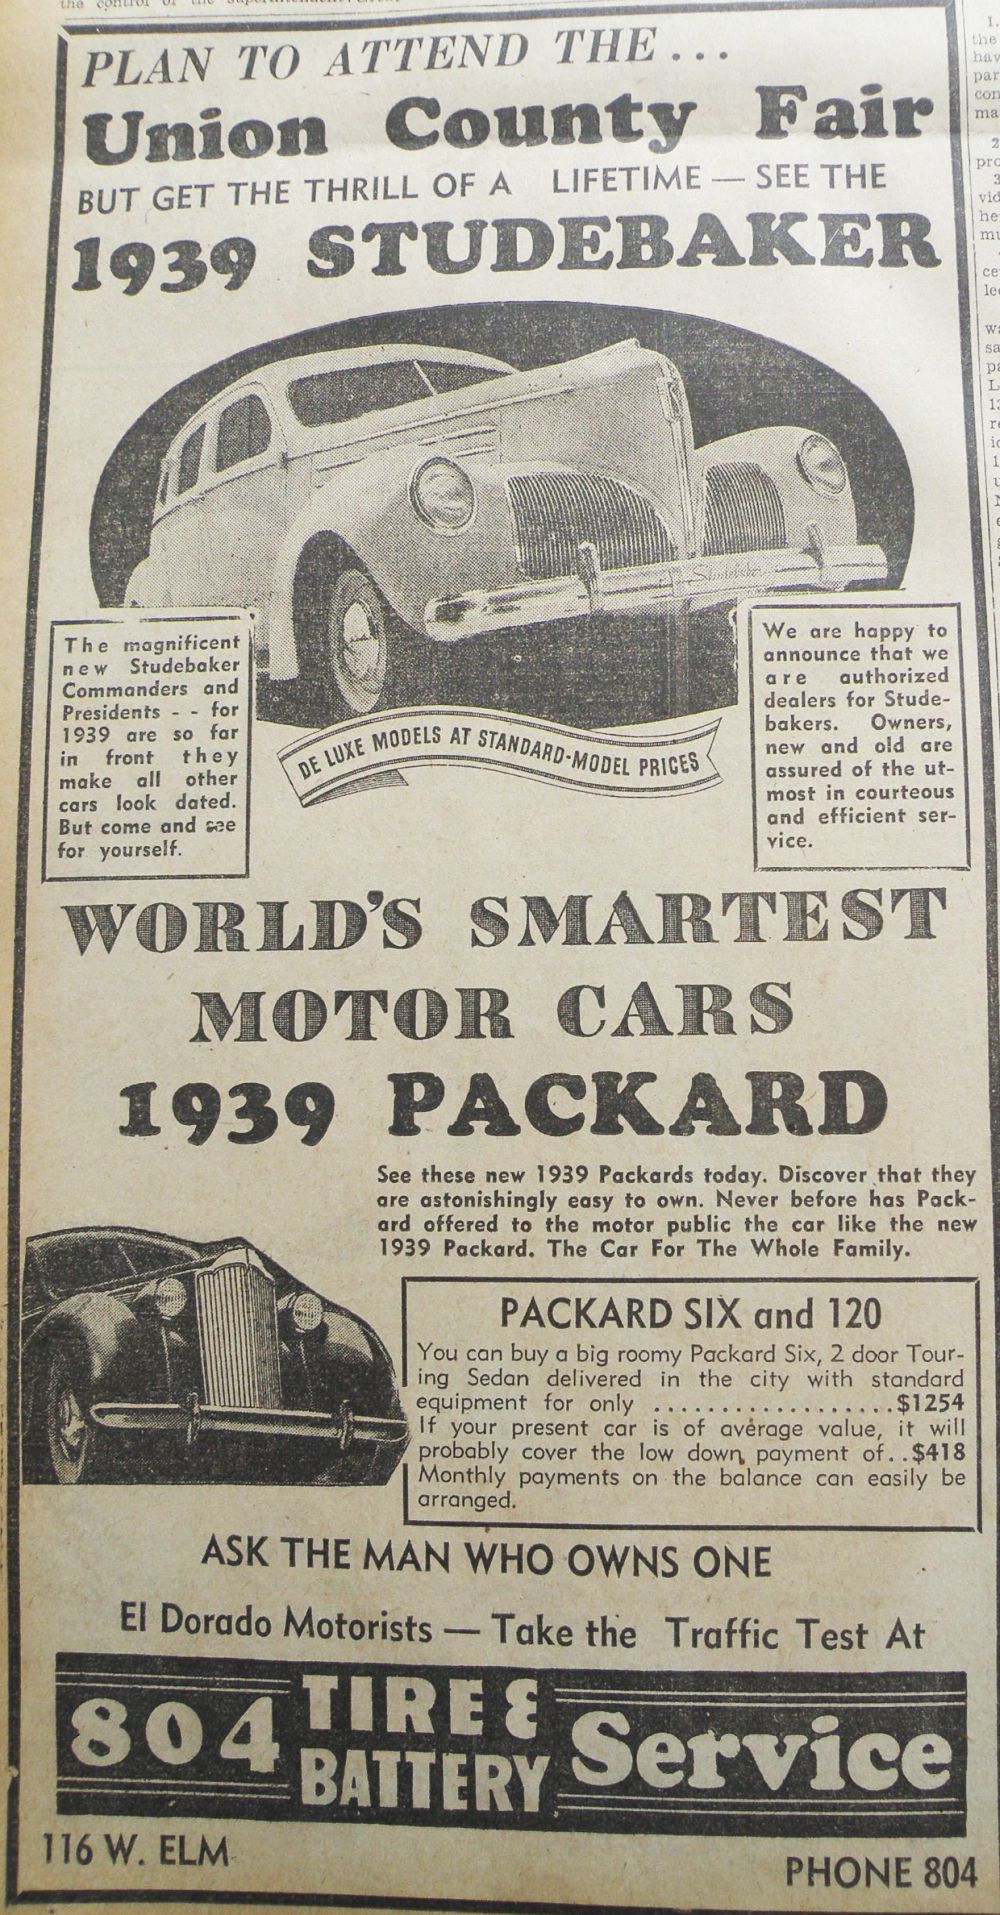 the control of the superintendent.
PLAN TO ATTEND THE...
Union County Fair
BUT GET THE THRILL OF A LIFETIME — SEE THE
1939 STUDEBAKER
Studebaker
The magnificent
new Studebaker
Commanders and
Presidents - - for
1939 are so far
in front they
make all other
cars look dated.
But come and see
for yourself.
DE LUXE MODELS AT STANDARD-MODEL PRICES
We are happy to
announce that we
are authorized
dealers for Stude-
bakers. Owners,
new and old are
assured of the ut-
most in courteous
and efficient ser-
vice.
WORLD'S SMARTEST
MOTOR CARS
1939 PACKARD
See these new 1939 Packards today. Discover that they
are astonishingly easy to own. Never before has Pack-
ard offered to the motor public the car like the new
1939 Packard. The Car For The Whole Family.
PACKARD SIX and 120
You can buy a big roomy Packard Six, 2 door Tour-
ing Sedan delivered in the city with standard
equipment for only ..................$1254
If your present car is of average value, it will
probably cover the low down payment of..$418
Monthly payments on the balance can easily be
arranged.
ASK THE MAN WHO OWNS ONE
El Dorado Motorists — Take the Traffic Test At
804 TIRE & BATTERY Service
116 W. ELM
PHONE 804